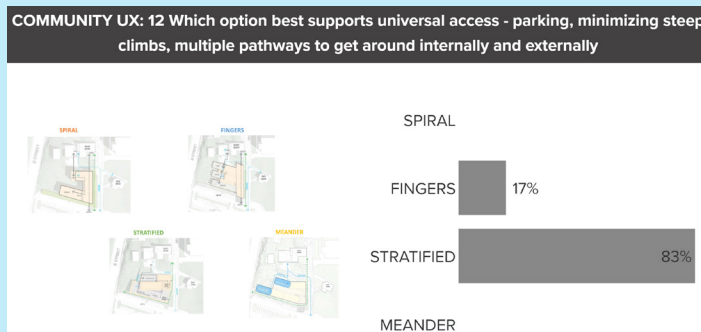 COMMUNITY UX: 12 Which option best supports universal access - parking, minimizing steep
climbs, multiple pathways to get around internally and externally
SPIRAL
FINGERS
STRATIFIED
MEANDER
SPIRAL
FINGERS 17%
STRATIFIED 83%
MEANDER